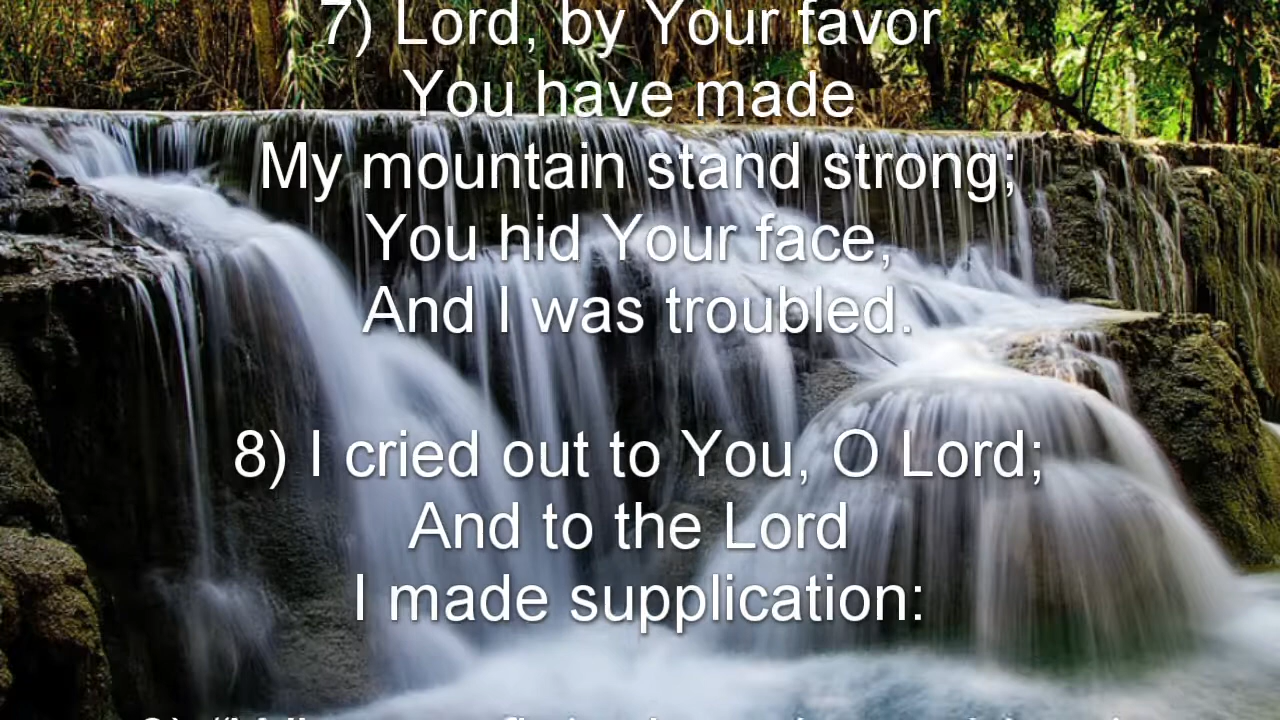 7) Lord, by Your favor
You have made
My mountain stand strong;
You hid Your face,
And I was troubled.
8) I cried out to You, O Lord;
And to the Lord
I made supplication: